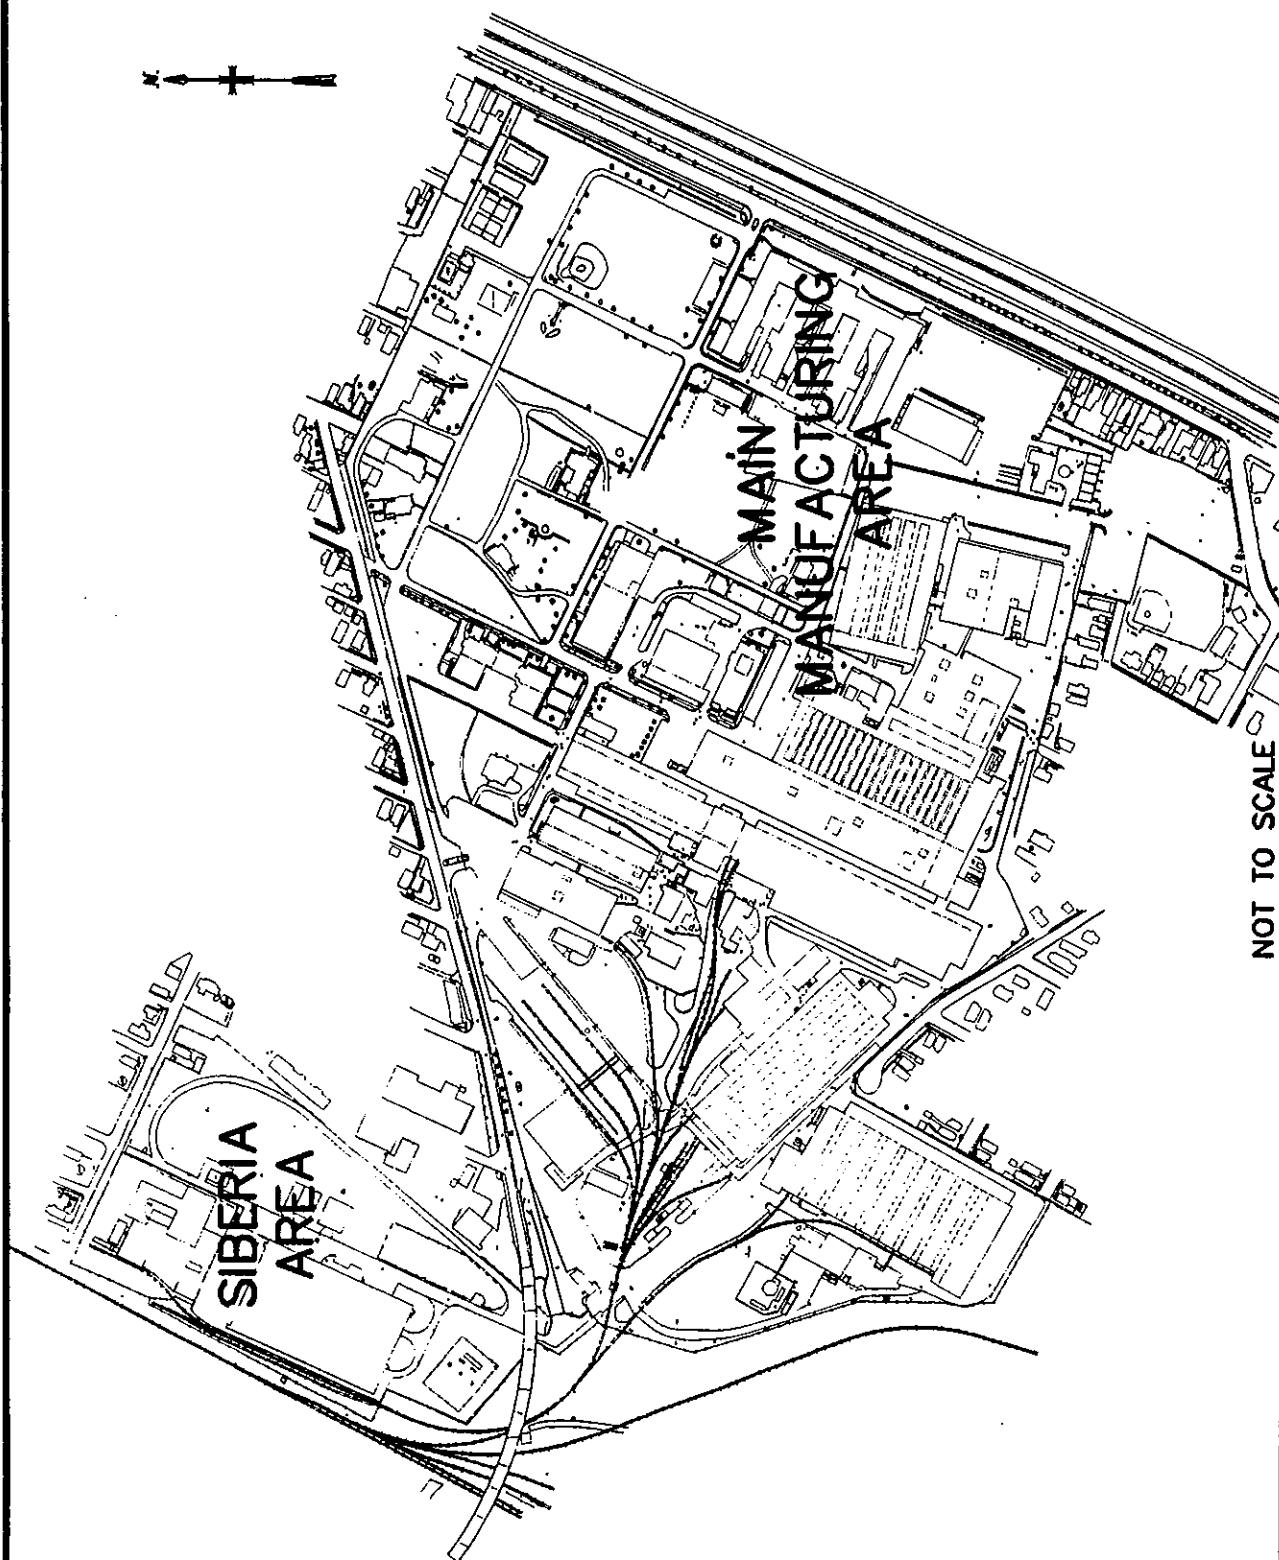 N.
SIBERIA
AREA
MAIN
MANUFACTURING
AREA
NOT TO SCALE